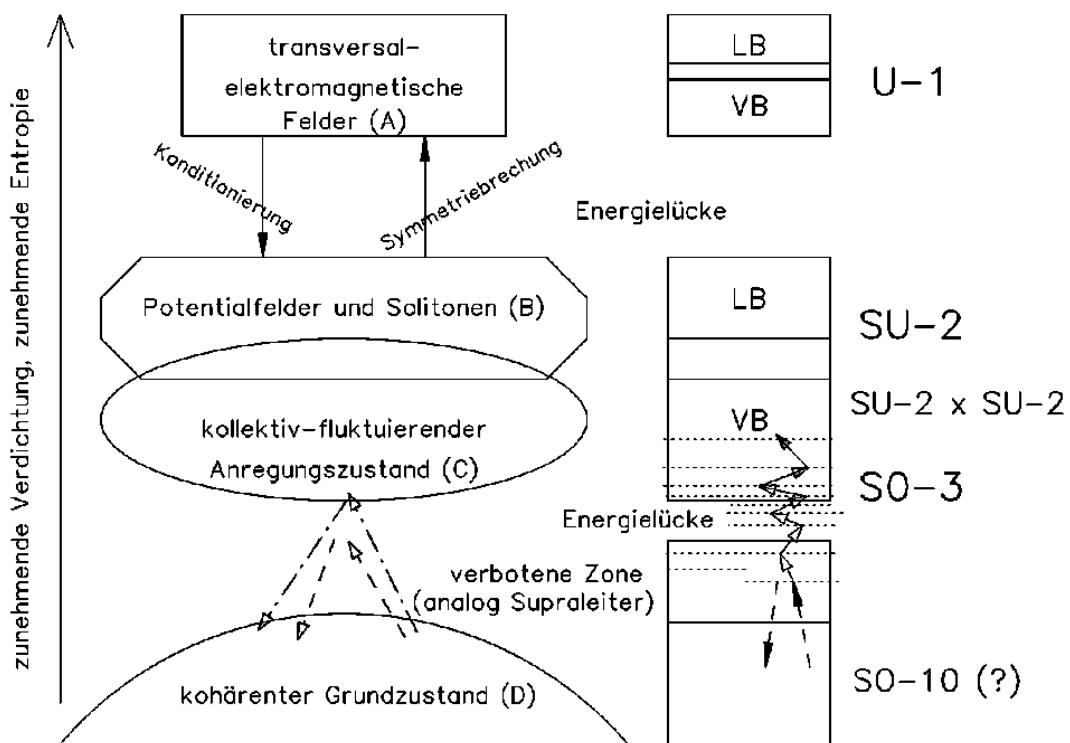 zunehmende Verdichtung, zunehmende Entropie
transversal-
elektromagnetische
Felder (A)
LB
VB
U-1
Konditionierung
Symmetriebrechung
Energielücke
Potentialfelder und Solitonen (B)
LB
SU-2
SU-2 x SU-2
VB
kollektiv-fluktuierender
Anregungszustand (C)
SO-3
Energielücke
verbotene Zone
(analog Supraleiter)
kohärenter Grundzustand (D)
SO-10 (?)